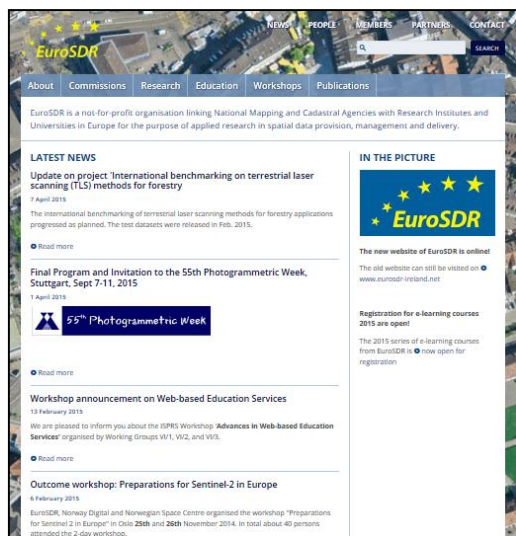 NEWS PEOPLE MEMBERS PARTNERS CONTACT
EuroSDR
SEARCH
About Commissions Research Education Workshops Publications
EuroSDR is a not-for-profit organisation linking National Mapping and Cadastral Agencies with Research Institutes and
Universities in Europe for the purpose of applied research in spatial data provision, management and delivery.
LATEST NEWS
Update on project 'International benchmarking on terrestrial laser
scanning (TLS) methods for forestry
7 April 2015
The international benchmarking of terrestrial laser scanning methods for forestry applications
progressed as planned. The test datasets were released in Feb. 2015.
Read more
Final Program and Invitation to the 55th Photogrammetric Week,
Stuttgart, Sept 7-11, 2015
1 April 2015
55th Photogrammetric Week
Read more
Workshop announcement on Web-based Education Services
13 February 2015
We are pleased to inform you about the ISPRS Workshop 'Advances in Web-based Education
Services' organised by Working Groups VI/1, VI/2, and VI/3.
Read more
Outcome workshop: Preparations for Sentinel-2 in Europe
6 February 2015
EuroSDR, Norway Digital and Norwegian Space Centre organised the workshop "Preparations
for Sentinel 2 in Europe" in Oslo 25th and 26th November 2014. In total about 40 persons
attended the 2-day workshop.
IN THE PICTURE
EuroSDR
The new website of EuroSDR is online!
The old website can still be visited on
www.eurosdr-ireland.net
Registration for e-learning courses
2015 are open!
The 2015 series of e-learning courses
from EuroSDR is now open for
registration